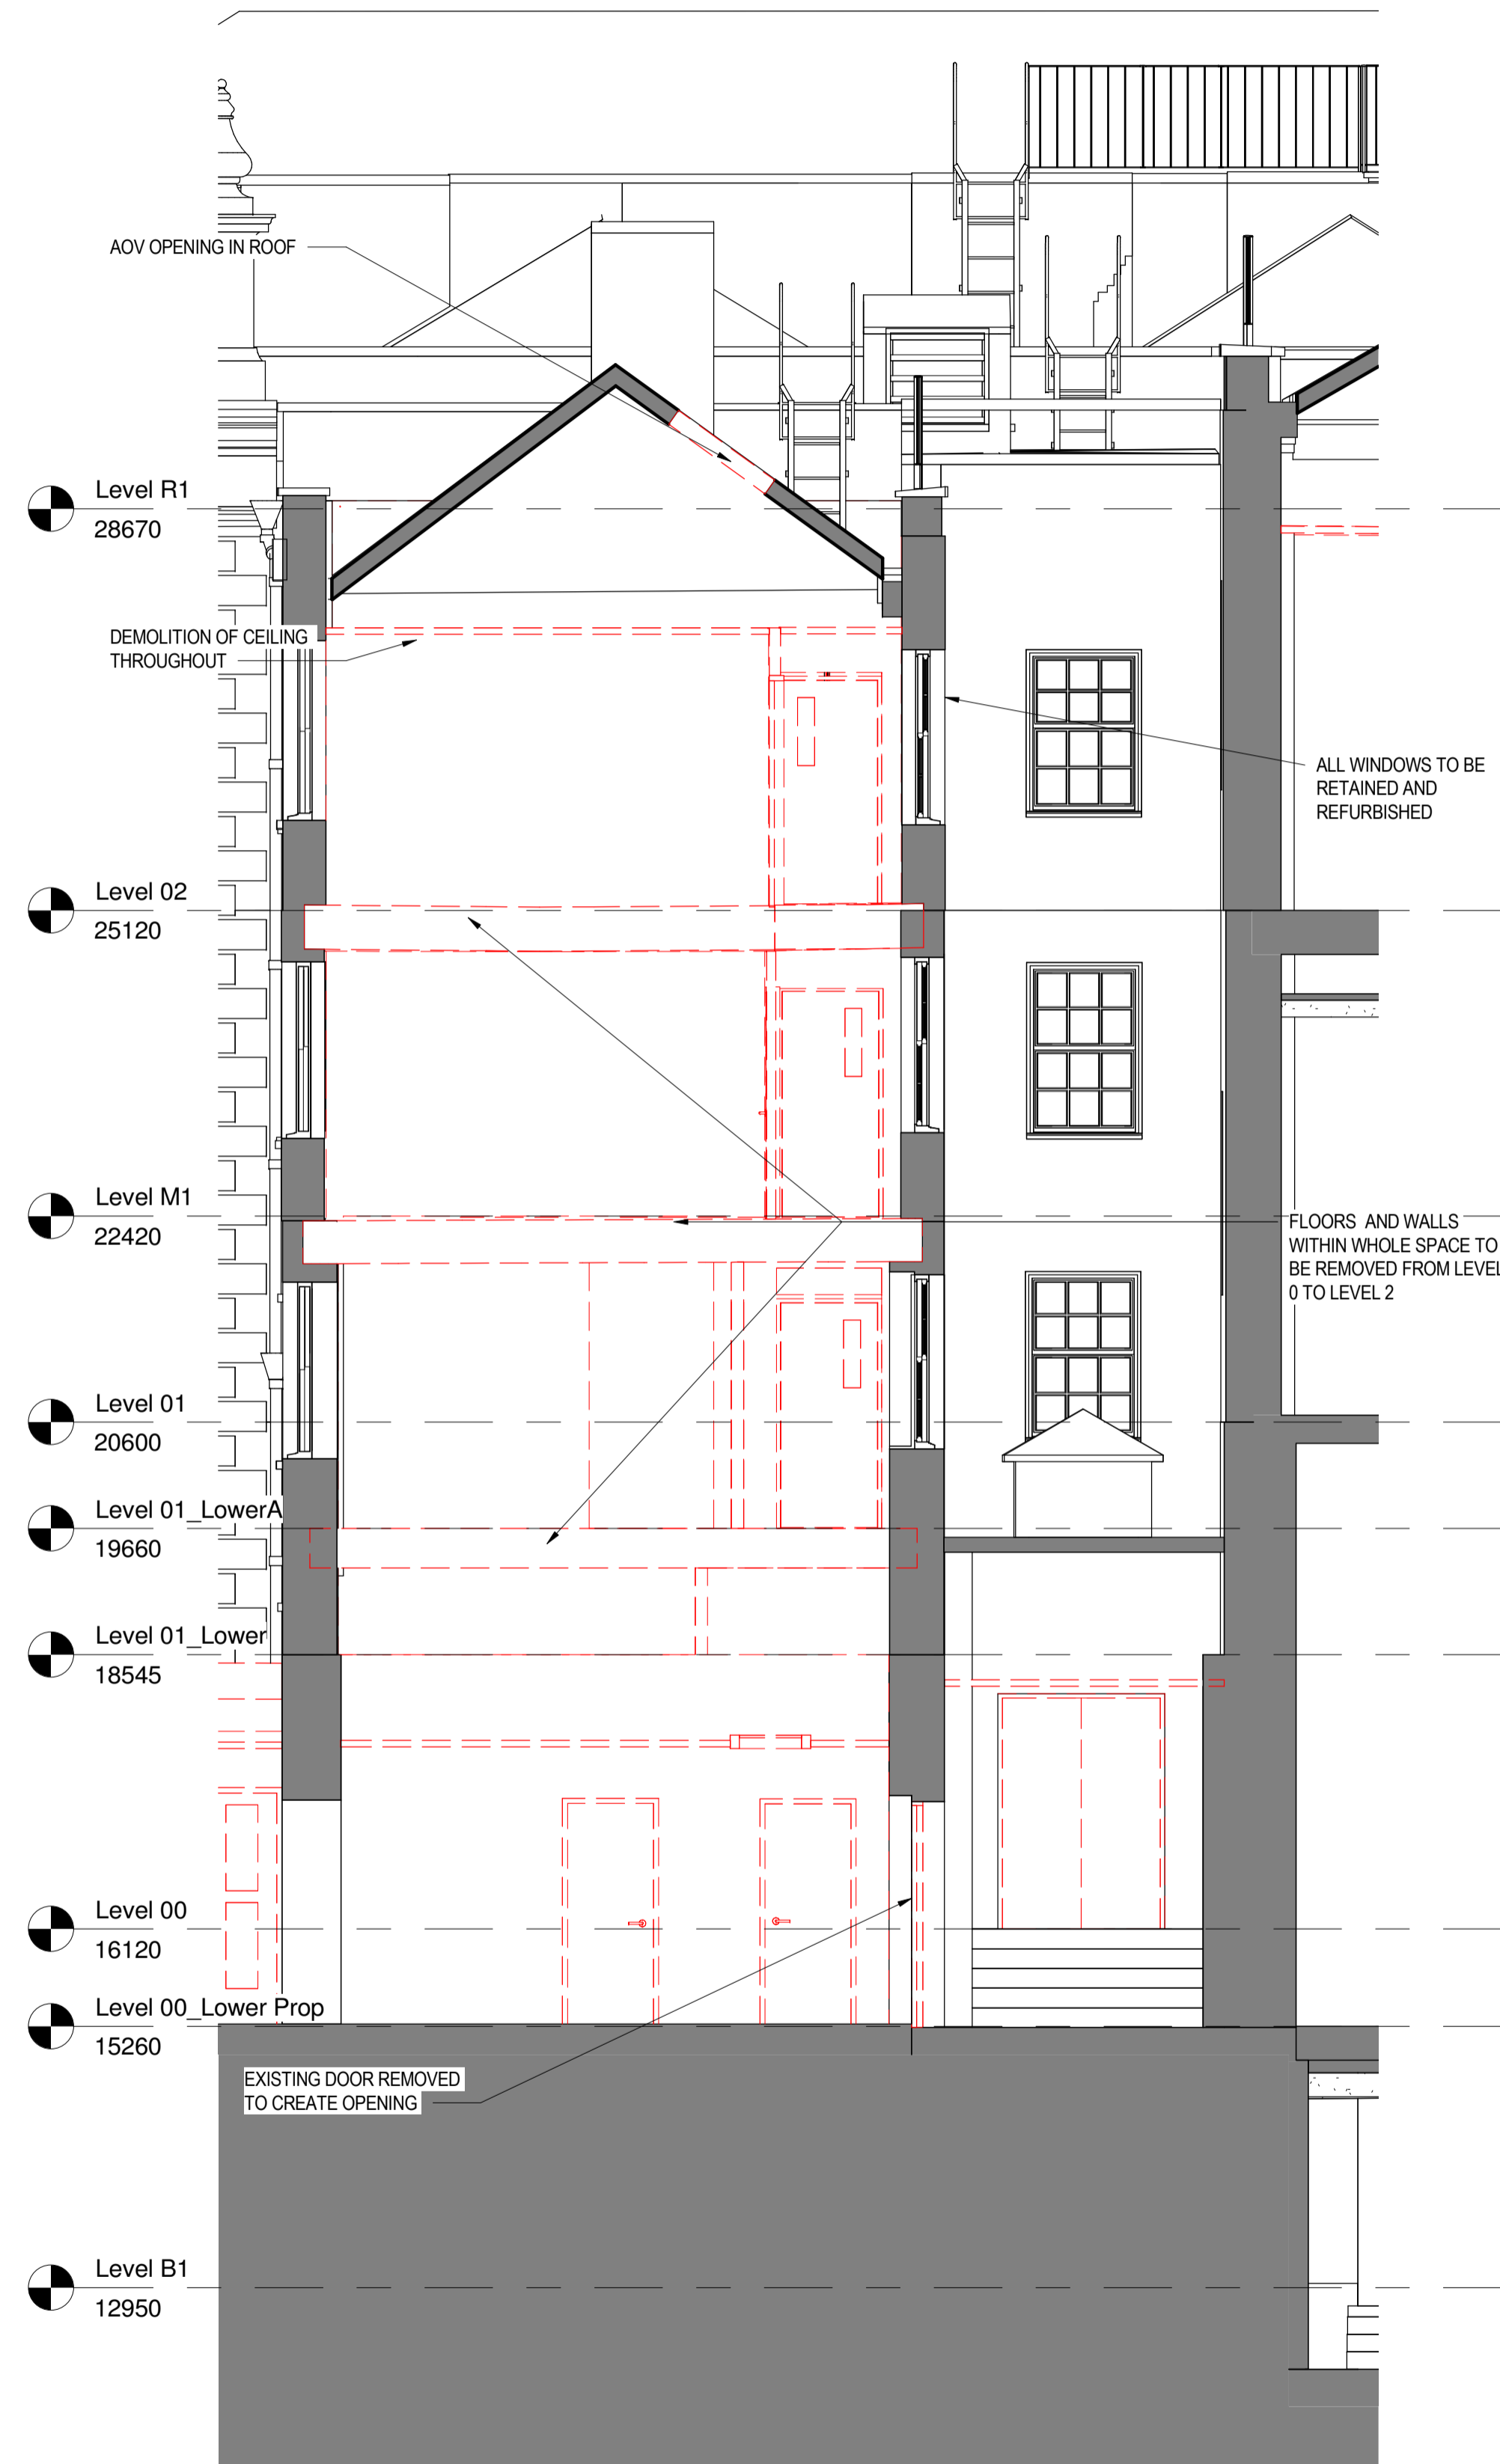 AOV OPENING IN ROOF
Level R1
28670
DEMOLITION OF CEILING
THROUGHOUT
ALL WINDOWS TO BE
RETAINED AND
REFURBISHED
Level 02
25120
Level M1
22420
FLOORS AND WALLS
WITHIN WHOLE SPACE TO
BE REMOVED FROM LEVEL
0 TO LEVEL 2
Level 01
20600
Level 01_LowerA
19660
Level 01_Lower
18545
Level 00
16120
Level 00_Lower Prop
15260
EXISTING DOOR REMOVED
TO CREATE OPENING
Level B1
12950